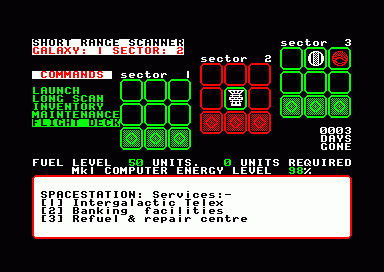 SHORT RANGE SCANNER
GALAXY: 1 SECTOR: 2
sector 1
sector 2
sector 3
COMMANDS
LAUNCH
LONG SCAN
INVENTORY
MAINTENANCE
FLIGHT DECK
0003
DAYS
GONE
FUEL LEVEL 50 UNITS. 0 UNITS REQUIRED
MkI COMPUTER ENERGY LEVEL 98%
SPACESTATION: Services:-
[1] Intergalactic Telex
[2] Banking facilities
[3] Refuel & repair centre